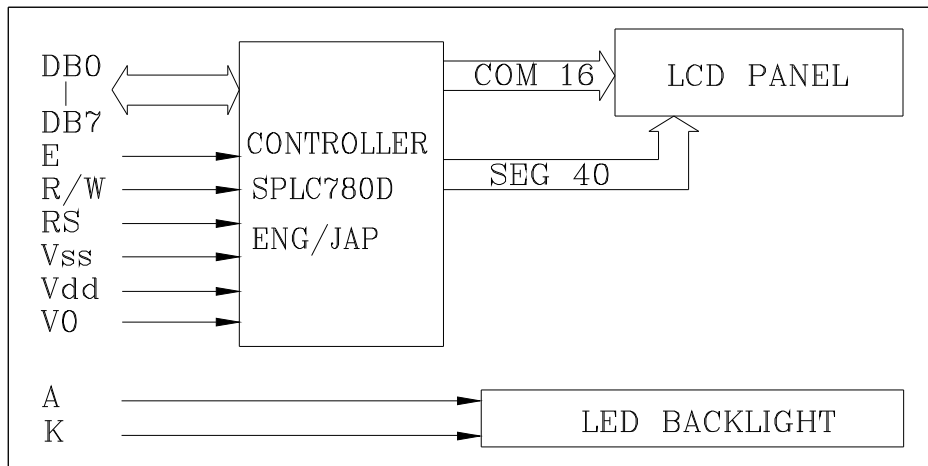 DB0
|
DB7
E
R/W
RS
Vss
Vdd
V0
A
K
CONTROLLER
SPLC780D
ENG/JAP
COM 16
SEG 40
LCD PANEL
LED BACKLIGHT